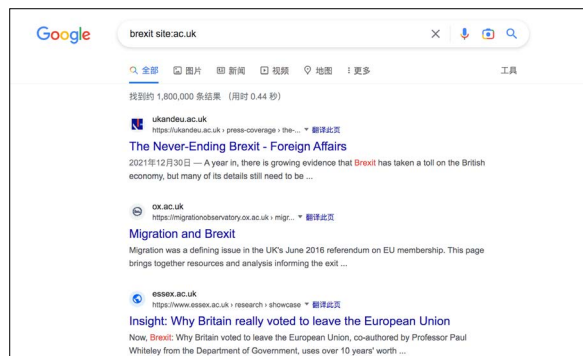 Google
brexit site:ac.uk
全部 图片 新闻 视频 地图 更多 工具
找到约 1,800,000 条结果 （用时 0.44 秒）
ukandeu.ac.uk
https://ukandeu.ac.uk › press-coverage › the-... 翻译此页
The Never-Ending Brexit - Foreign Affairs
2021年12月30日 — A year in, there is growing evidence that Brexit has taken a toll on the British
economy, but many of its details still need to be ...
ox.ac.uk
https://migrationobservatory.ox.ac.uk › migr... 翻译此页
Migration and Brexit
Migration was a defining issue in the UK's June 2016 referendum on EU membership. This page
brings together resources and analysis informing the exit ...
essex.ac.uk
https://www.essex.ac.uk › research › showcase 翻译此页
Insight: Why Britain really voted to leave the European Union
Now, Brexit: Why Britain voted to leave the European Union, co-authored by Professor Paul
Whiteley from the Department of Government, uses over 10 years' worth ...